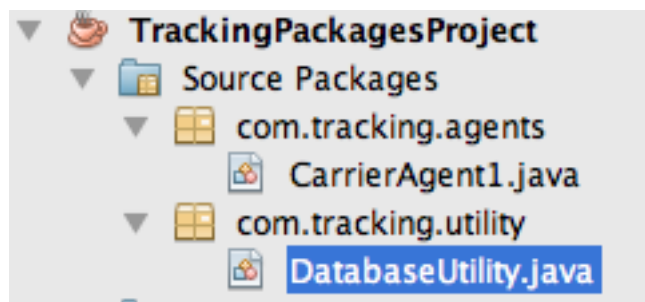 TrackingPackagesProject
Source Packages
com.tracking.agents
CarrierAgent1.java
com.tracking.utility
DatabaseUtility.java